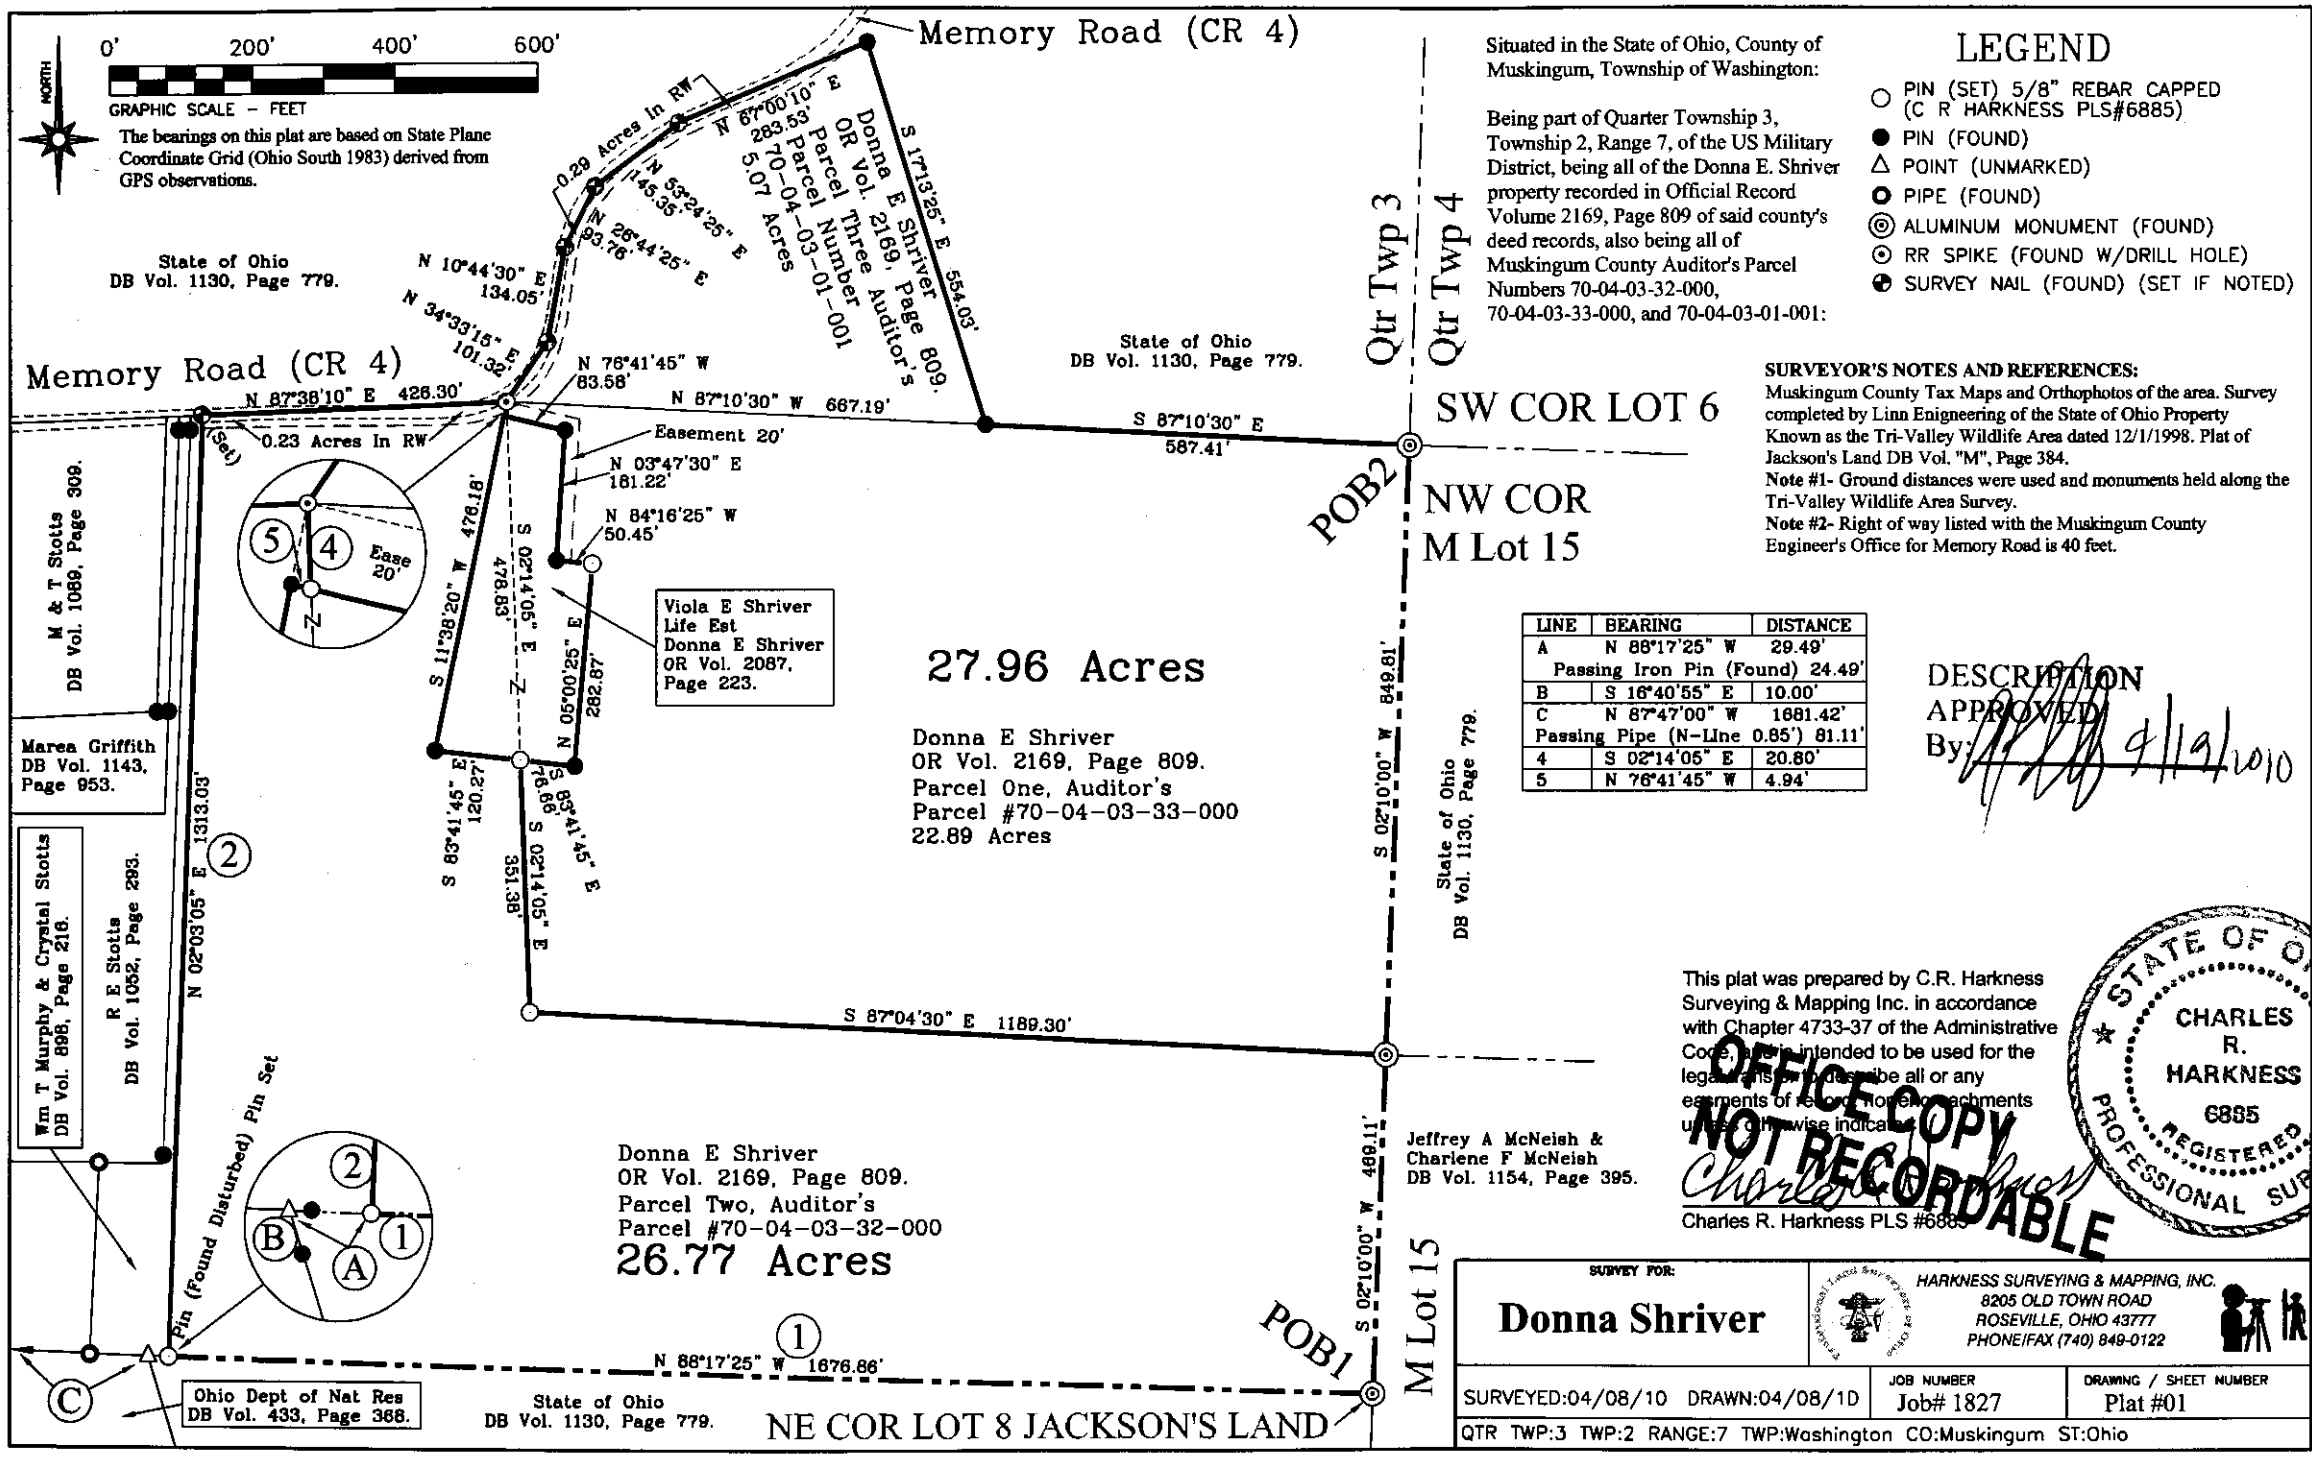 0' 200' 400' 600'
GRAPHIC SCALE - FEET
NORTH
The bearings on this plat are based on State Plane
Coordinate Grid (Ohio South 1983) derived from
GPS observations.
State of Ohio
DB Vol. 1130, Page 779.
Memory Road (CR 4)
Memory Road (CR 4)
0.29 Acres In RW
N 67°00'10" E
283.53'
N 53°24'25" E
145.35'
N 26°44'25" E
93.76'
N 10°44'30" E
134.05'
N 34°33'15" E
101.32'
Donna E Shriver
OR Vol. 2169, Page 809.
Parcel Three Auditor's
Parcel Number
70-04-03-01-001
5.07 Acres
S 17°13'25" E
554.03'
N 87°38'10" E 426.30'
0.23 Acres In RW
(Set)
N 76°41'45" W
83.58'
N 87°10'30" W 667.19'
Easement 20'
N 03°47'30" E
181.22'
N 84°16'25" W
50.45'
State of Ohio
DB Vol. 1130, Page 779.
S 87°10'30" E
587.41'
Qtr Twp 3
Qtr Twp 4
SW COR LOT 6
POB2
NW COR
M Lot 15
M & T Stotts
DB Vol. 1089, Page 309.
5
4
Ease
20'
Z
S 11°38'20" W 476.18'
S 02°14'05" E
478.83'
Z
N 05°00'25" E
282.87'
Viola E Shriver
Life Est
Donna E Shriver
OR Vol. 2087,
Page 223.
27.96 Acres
Donna E Shriver
OR Vol. 2169, Page 809.
Parcel One, Auditor's
Parcel #70-04-03-33-000
22.89 Acres
S 02°10'00" W 849.81'
State of Ohio
DB Vol. 1130, Page 779.
Marea Griffith
DB Vol. 1143,
Page 953.
Wm T Murphy & Crystal Stotts
DB Vol. 898, Page 216.
R E Stotts
DB Vol. 1052, Page 293.
N 02°03'05" E 1313.03'
2
S 83°41'45" E
120.27'
S 83°41'45" E
76.66'
S 02°14'05" E
351.38'
S 87°04'30" E 1189.30'
Pin (Found Disturbed) Pin Set
2
B
A
1
C
Donna E Shriver
OR Vol. 2169, Page 809.
Parcel Two, Auditor's
Parcel #70-04-03-32-000
26.77 Acres
1
N 88°17'25" W 1676.86'
POB1
S 02°10'00" W 469.11'
M Lot 15
Jeffrey A McNeish &
Charlene F McNeish
DB Vol. 1154, Page 395.
Ohio Dept of Nat Res
DB Vol. 433, Page 368.
State of Ohio
DB Vol. 1130, Page 779.
NE COR LOT 8 JACKSON'S LAND
Situated in the State of Ohio, County of
Muskingum, Township of Washington:
Being part of Quarter Township 3,
Township 2, Range 7, of the US Military
District, being all of the Donna E. Shriver
property recorded in Official Record
Volume 2169, Page 809 of said county's
deed records, also being all of
Muskingum County Auditor's Parcel
Numbers 70-04-03-32-000,
70-04-03-33-000, and 70-04-03-01-001:
LEGEND
PIN (SET) 5/8" REBAR CAPPED
(C R HARKNESS PLS#6885)
PIN (FOUND)
POINT (UNMARKED)
PIPE (FOUND)
ALUMINUM MONUMENT (FOUND)
RR SPIKE (FOUND W/DRILL HOLE)
SURVEY NAIL (FOUND) (SET IF NOTED)
SURVEYOR'S NOTES AND REFERENCES:
Muskingum County Tax Maps and Orthophotos of the area. Survey
completed by Linn Enigneering of the State of Ohio Property
Known as the Tri-Valley Wildlife Area dated 12/1/1998. Plat of
Jackson's Land DB Vol. "M", Page 384.
Note #1- Ground distances were used and monuments held along the
Tri-Valley Wildlife Area Survey.
Note #2- Right of way listed with the Muskingum County
Engineer's Office for Memory Road is 40 feet.
LINE BEARING DISTANCE
A N 88°17'25" W 29.49'
Passing Iron Pin (Found) 24.49'
B S 16°40'55" E 10.00'
C N 87°47'00" W 1681.42'
Passing Pipe (N-Line 0.85') 81.11'
4 S 02°14'05" E 20.80'
5 N 76°41'45" W 4.94'
DESCRIPTION
APPROVED
By: 4/19/2010
This plat was prepared by C.R. Harkness
Surveying & Mapping Inc. in accordance
with Chapter 4733-37 of the Administrative
Code, intended to be used for the
legal all or any
easments of
otherwise indicated
OFFICE COPY
NOT RECORDABLE
Charles R. Harkness PLS #6885
STATE OF
CHARLES
R.
HARKNESS
6885
REGISTERED
PROFESSIONAL
SURVEY FOR:
Donna Shriver
HARKNESS SURVEYING & MAPPING, INC.
8205 OLD TOWN ROAD
ROSEVILLE, OHIO 43777
PHONE/FAX (740) 849-0122
SURVEYED:04/08/10 DRAWN:04/08/10
JOB NUMBER
Job# 1827
DRAWING / SHEET NUMBER
Plat #01
QTR TWP:3 TWP:2 RANGE:7 TWP:Washington CO:Muskingum ST:Ohio